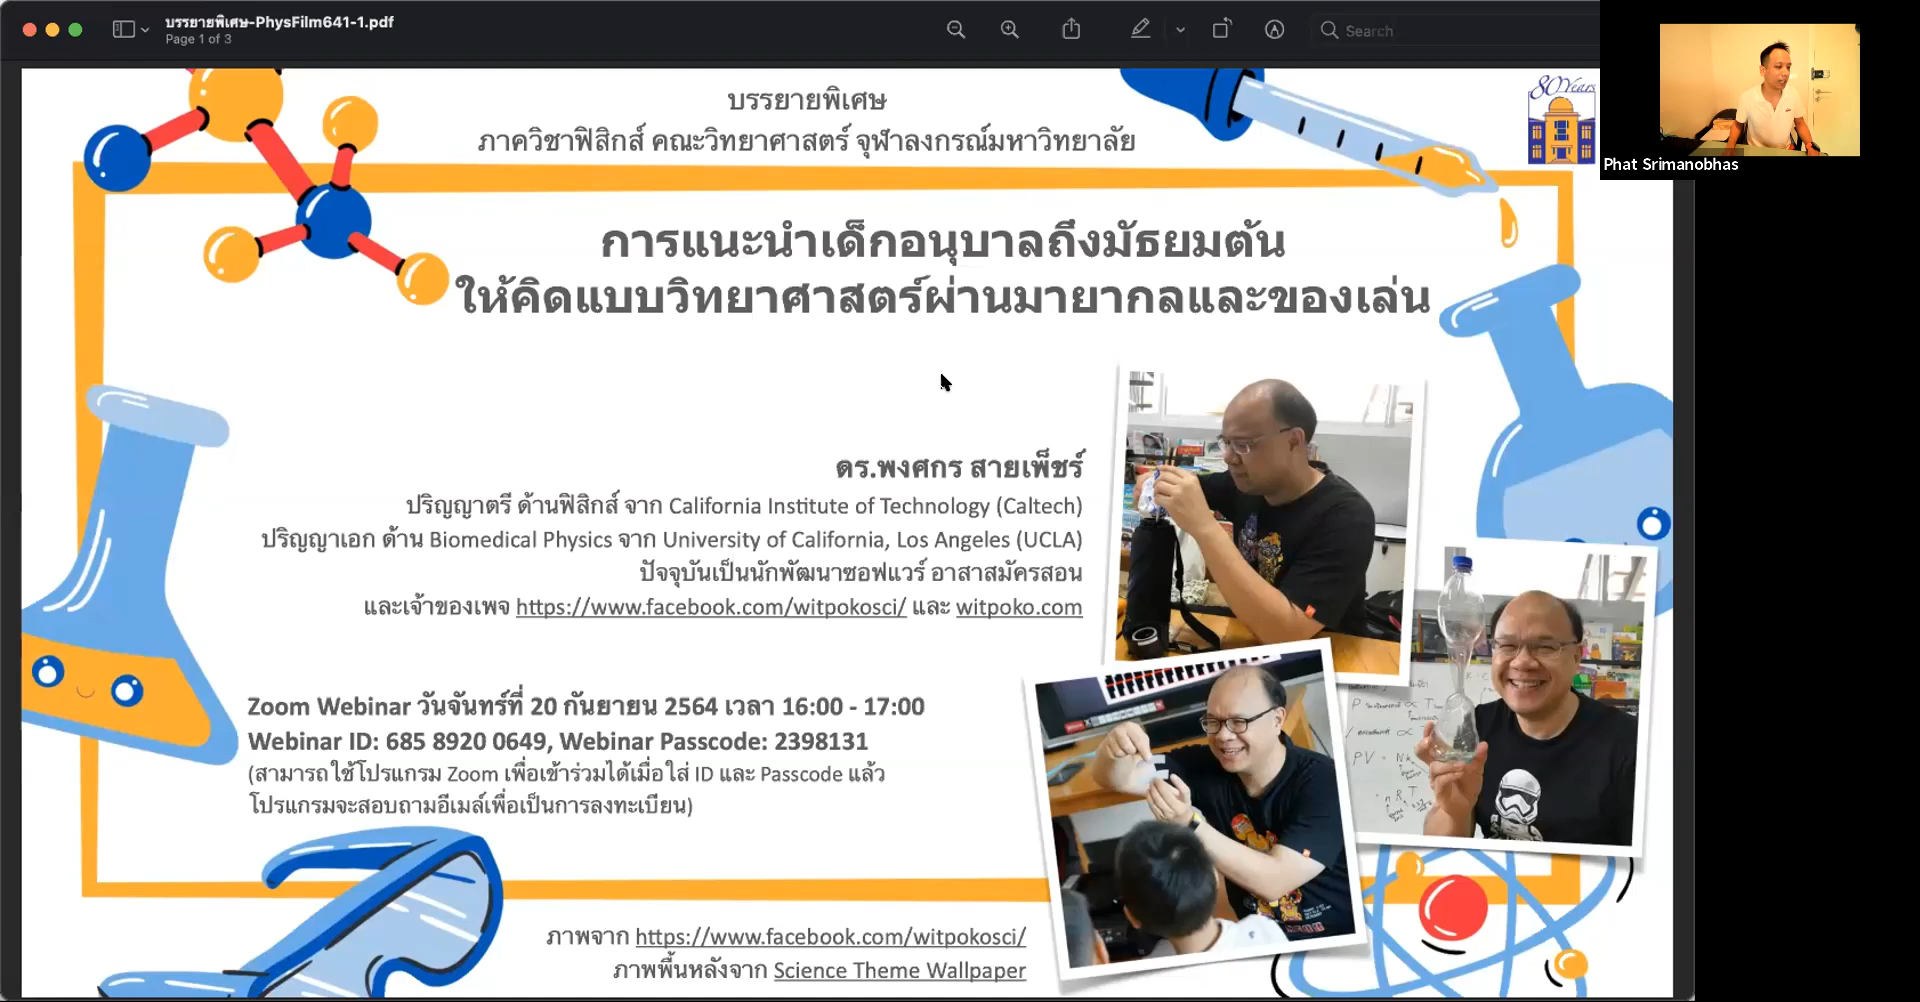 บรรยายพิเศษ-PhysFilm641-1.pdf
Page 1 of 3
Search
Phat Srimanobhas
80 Years
บรรยายพิเศษ
ภาควิชาฟิสิกส์ คณะวิทยาศาสตร์ จุฬาลงกรณ์มหาวิทยาลัย
การแนะนำเด็กอนุบาลถึงมัธยมต้น
ให้คิดแบบวิทยาศาสตร์ผ่านมายากลและของเล่น
ดร.พงศกร สายเพ็ชร์
ปริญญาตรี ด้านฟิสิกส์ จาก California Institute of Technology (Caltech)
ปริญญาเอก ด้าน Biomedical Physics จาก University of California, Los Angeles (UCLA)
ปัจจุบันเป็นนักพัฒนาซอฟแวร์ อาสาสมัครสอน
และเจ้าของเพจ https://www.facebook.com/witpokosci/ และ witpoko.com
Zoom Webinar วันจันทร์ที่ 20 กันยายน 2564 เวลา 16:00 - 17:00
Webinar ID: 685 8920 0649, Webinar Passcode: 2398131
(สามารถใช้โปรแกรม Zoom เพื่อเข้าร่วมได้เมื่อใส่ ID และ Passcode แล้ว
โปรแกรมจะสอบถามอีเมล์เพื่อเป็นการลงทะเบียน)
ภาพจาก https://www.facebook.com/witpokosci/
ภาพพื้นหลังจาก Science Theme Wallpaper